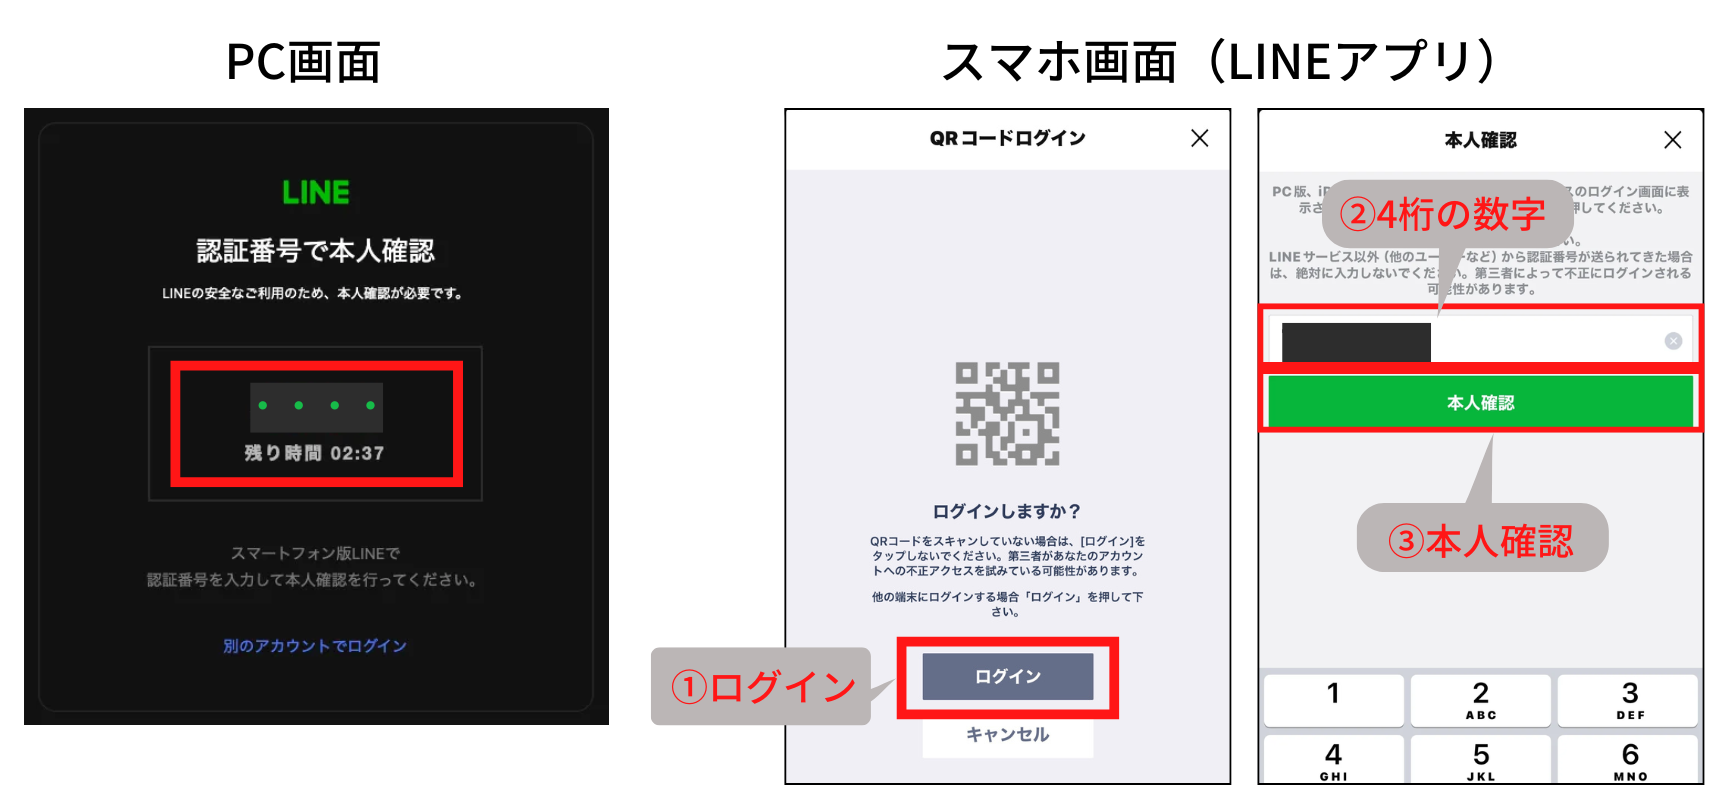 PC画面
スマホ画面（LINEアプリ）
LINE
認証番号で本人確認
LINEの安全なご利用のため、本人確認が必要です。
残り時間 02:37
スマートフォン版LINEで
認証番号を入力して本人確認を行ってください。
別のアカウントでログイン
QRコードログイン
ログインしますか？
QRコードをスキャンしていない場合は、[ログイン]を
タップしないでください。第三者があなたのアカウン
トへの不正アクセスを試みている可能性があります。
他の端末にログインする場合「ログイン」を押して下
さい。
①ログイン
ログイン
キャンセル
本人確認
PC版、
のログイン画面に表
示さ
押してください。
②4桁の数字
い。
LINEサービス以外（他のユー
など）から認証番号が送られてきた場合
は、絶対に入力しないでくだ
い。第三者によって不正にログインされる
可能性があります。
本人確認
③本人確認
1
2
ABC
3
DEF
4
GHI
5
JKL
6
MNO